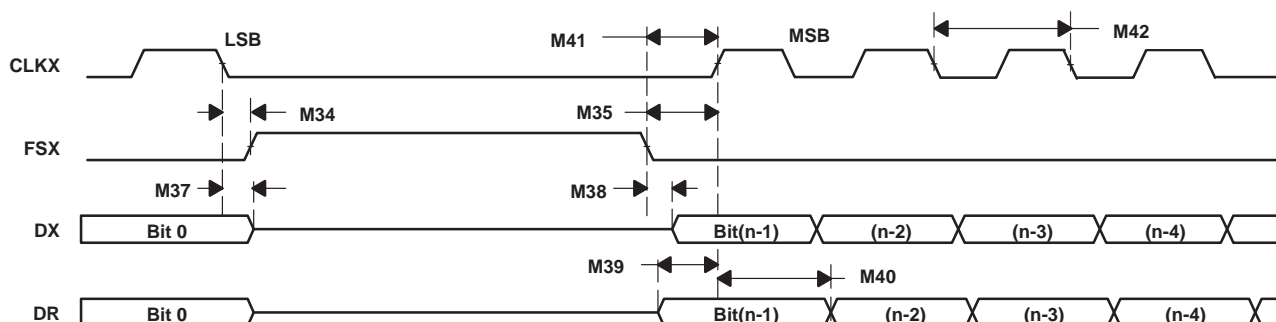 LSB
M41
MSB
M42
CLKX
M34
M35
FSX
M37
M38
DX
Bit 0
Bit(n-1)
(n-2)
(n-3)
(n-4)
M39
M40
DR
Bit 0
Bit(n-1)
(n-2)
(n-3)
(n-4)